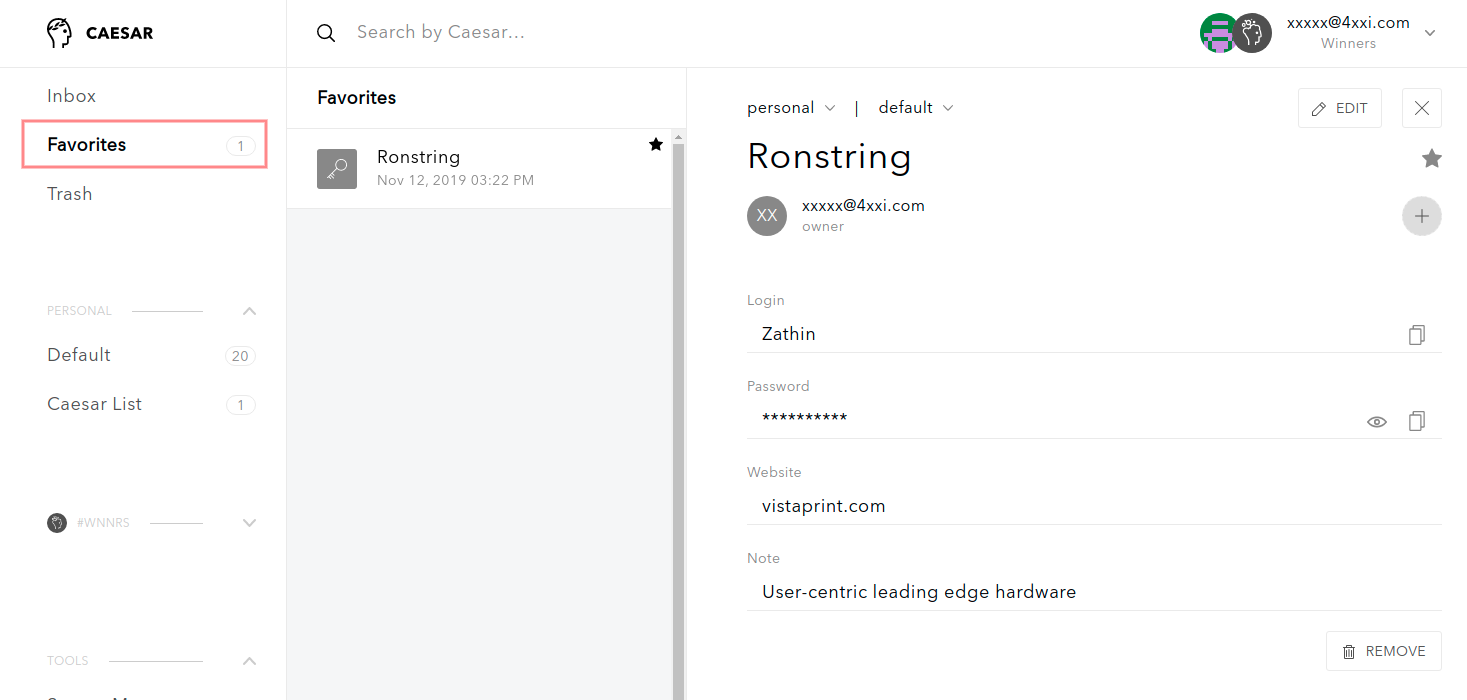 CAESAR
Search by Caesar...
xxxxx@4xxi.com
Winners
Inbox
Favorites 1
Trash
PERSONAL
Default 20
Caesar List 1
#WNNRS
TOOLS
Favorites
Ronstring
Nov 12, 2019 03:22 PM
personal | default
EDIT
Ronstring
XX
xxxxx@4xxi.com
owner
Login
Zathin
Password
**********
Website
vistaprint.com
Note
User-centric leading edge hardware
REMOVE